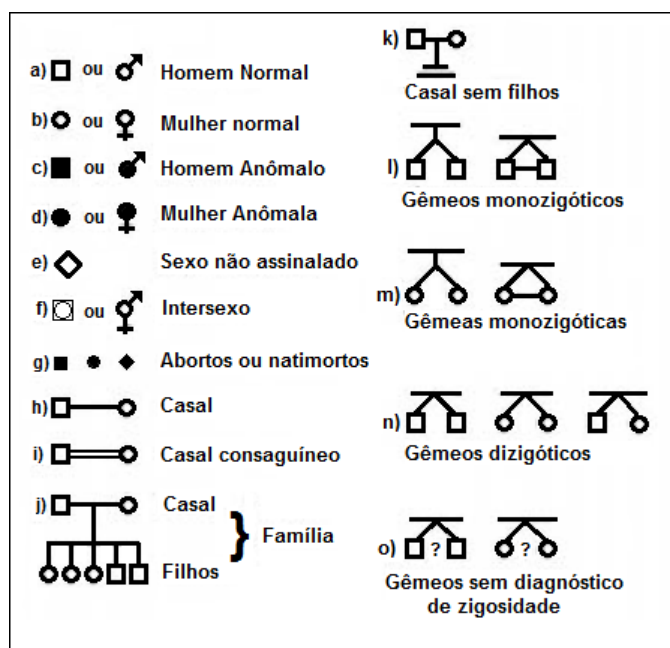 a) ou Homem Normal
b) ou Mulher normal
c) ou Homem Anômalo
d) ou Mulher Anômala
e) Sexo não assinalado
f) ou Intersexo
g) Abortos ou natimortos
h) Casal
i) Casal consaguíneo
j) Casal
} Família
Filhos
k)
Casal sem filhos
l)
Gêmeos monozigóticos
m)
Gêmeas monozigóticas
n)
Gêmeos dizigóticos
o) ? ?
Gêmeos sem diagnóstico
de zigosidade